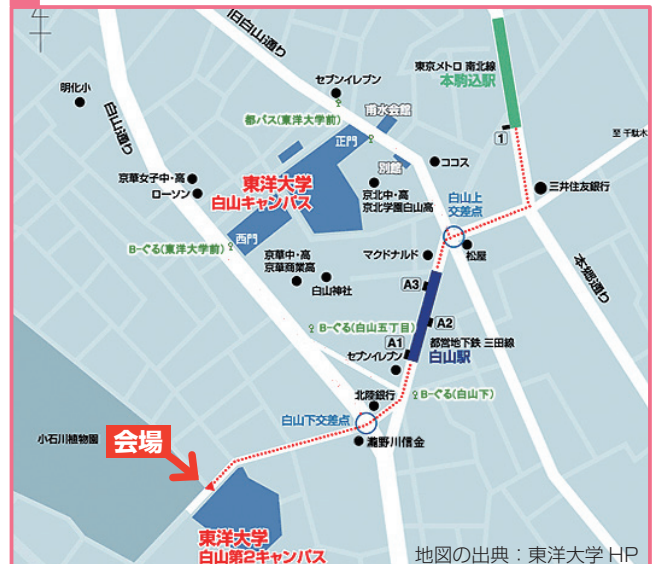 旧白山通り
東京メトロ 南北線
本駒込駅
セブンイレブン
明化小
白山通り
都バス(東洋大学前)
甫水会館
正門
1
至 千駄木
別館
ココス
京華女子中・高
ローソン
東洋大学
白山キャンパス
京北中・高
京北学園白山高
白山上
交差点
三井住友銀行
西門
B-ぐる(東洋大学前)
京華中・高
京華商業高
マクドナルド
松屋
本郷通り
白山神社
A3
B-ぐる(白山五丁目)
A2
A1
都営地下鉄 三田線
白山駅
セブンイレブン
北陸銀行
B-ぐる(白山下)
白山下交差点
小石川植物園
会場
瀧野川信金
東洋大学
白山第2キャンパス
地図の出典：東洋大学 HP